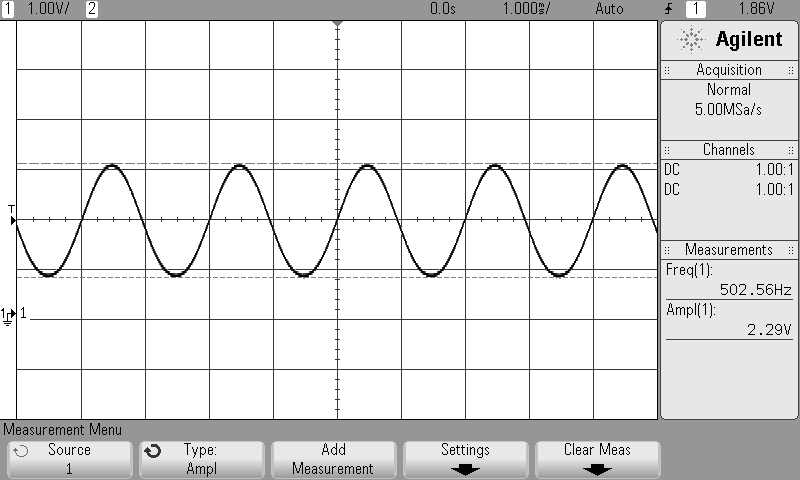 1 1.00V/ 2 0.0s 1.000ms/ Auto 1 1.86V
Agilent
Acquisition
Normal
5.00MSa/s
Channels
DC 1.00:1
DC 1.00:1
Measurements
Freq(1):
502.56Hz
Ampl(1):
2.29V
T
1 1
Measurement Menu
Source
1
Type:
Ampl
Add
Measurement
Settings
Clear Meas